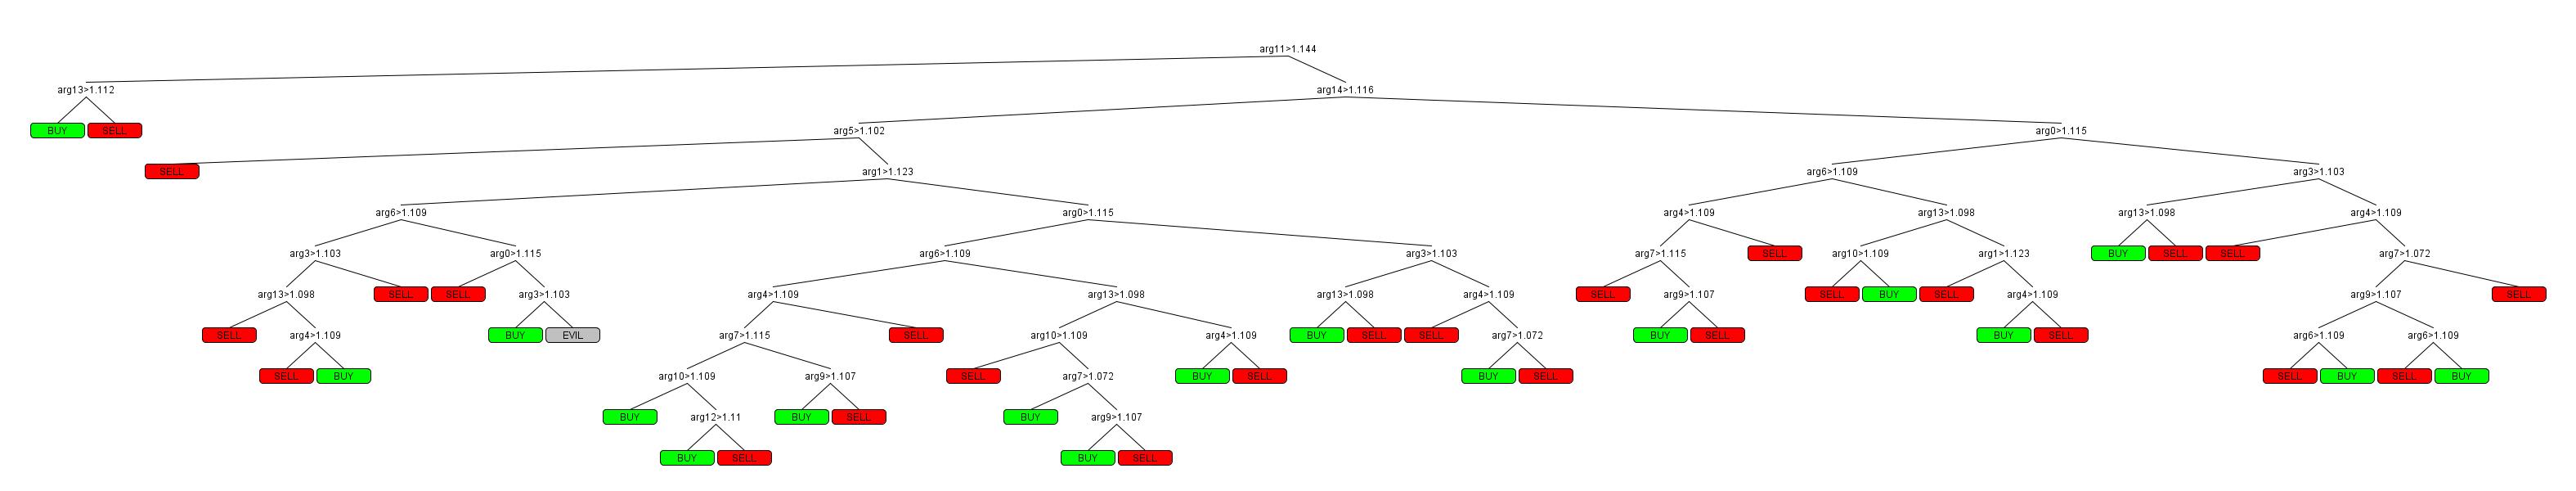 arg11>1.144
arg13>1.112 arg14>1.116
BUY SELL arg5>1.102 arg0>1.115
SELL arg1>1.123 arg6>1.109 arg3>1.103
arg6>1.109 arg0>1.115 arg4>1.109 arg13>1.098 arg13>1.098 arg4>1.109
arg3>1.103 arg0>1.115 arg6>1.109 arg3>1.103 arg7>1.115 SELL arg10>1.109 arg1>1.123 BUY SELL SELL arg7>1.072
arg13>1.098 SELL SELL arg3>1.103 arg4>1.109 arg13>1.098 arg13>1.098 arg4>1.109 SELL arg9>1.107 SELL BUY SELL arg4>1.109 arg9>1.107 SELL
SELL arg4>1.109 BUY EVIL arg7>1.115 SELL arg10>1.109 arg4>1.109 BUY SELL SELL arg7>1.072 BUY SELL BUY SELL arg6>1.109 arg6>1.109
SELL BUY arg10>1.109 arg9>1.107 SELL arg7>1.072 BUY SELL BUY SELL SELL BUY SELL BUY
BUY arg12>1.11 BUY SELL BUY arg9>1.107
BUY SELL BUY SELL